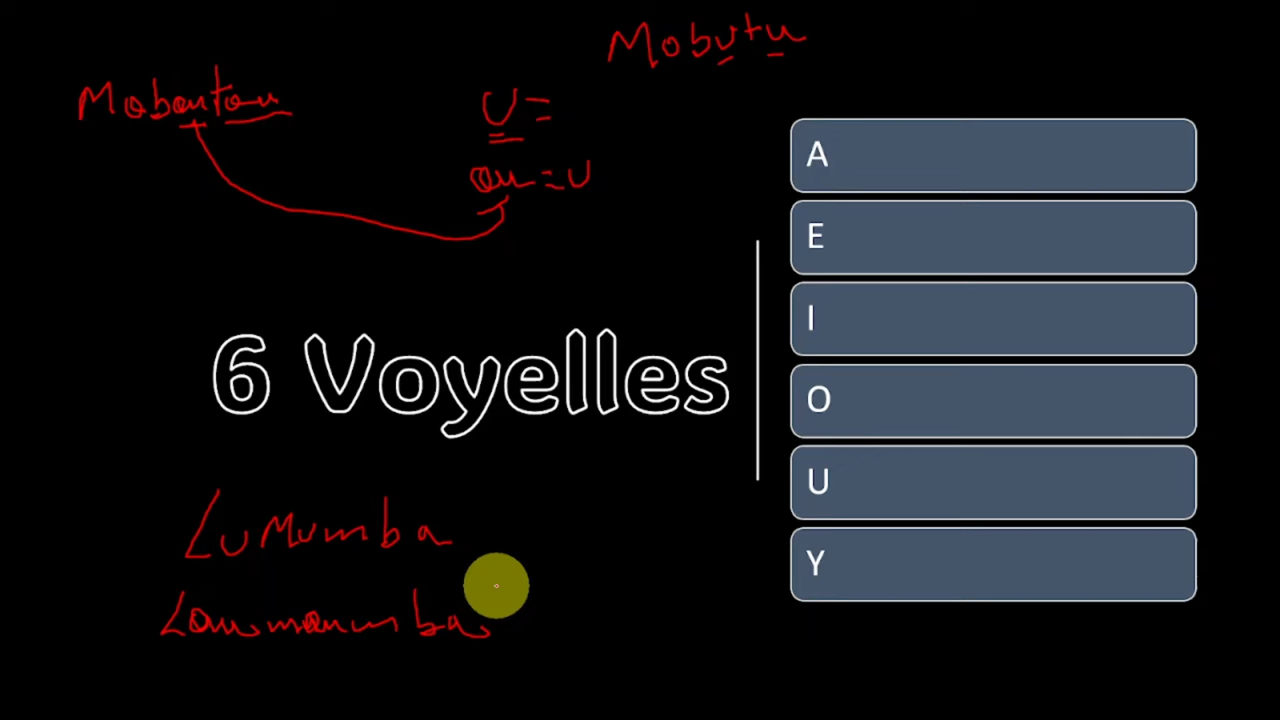 Mobutu
Moboutou
U =
ou = U
6 Voyelles
A
E
I
O
U
Y
LuMumba
Loumoumba